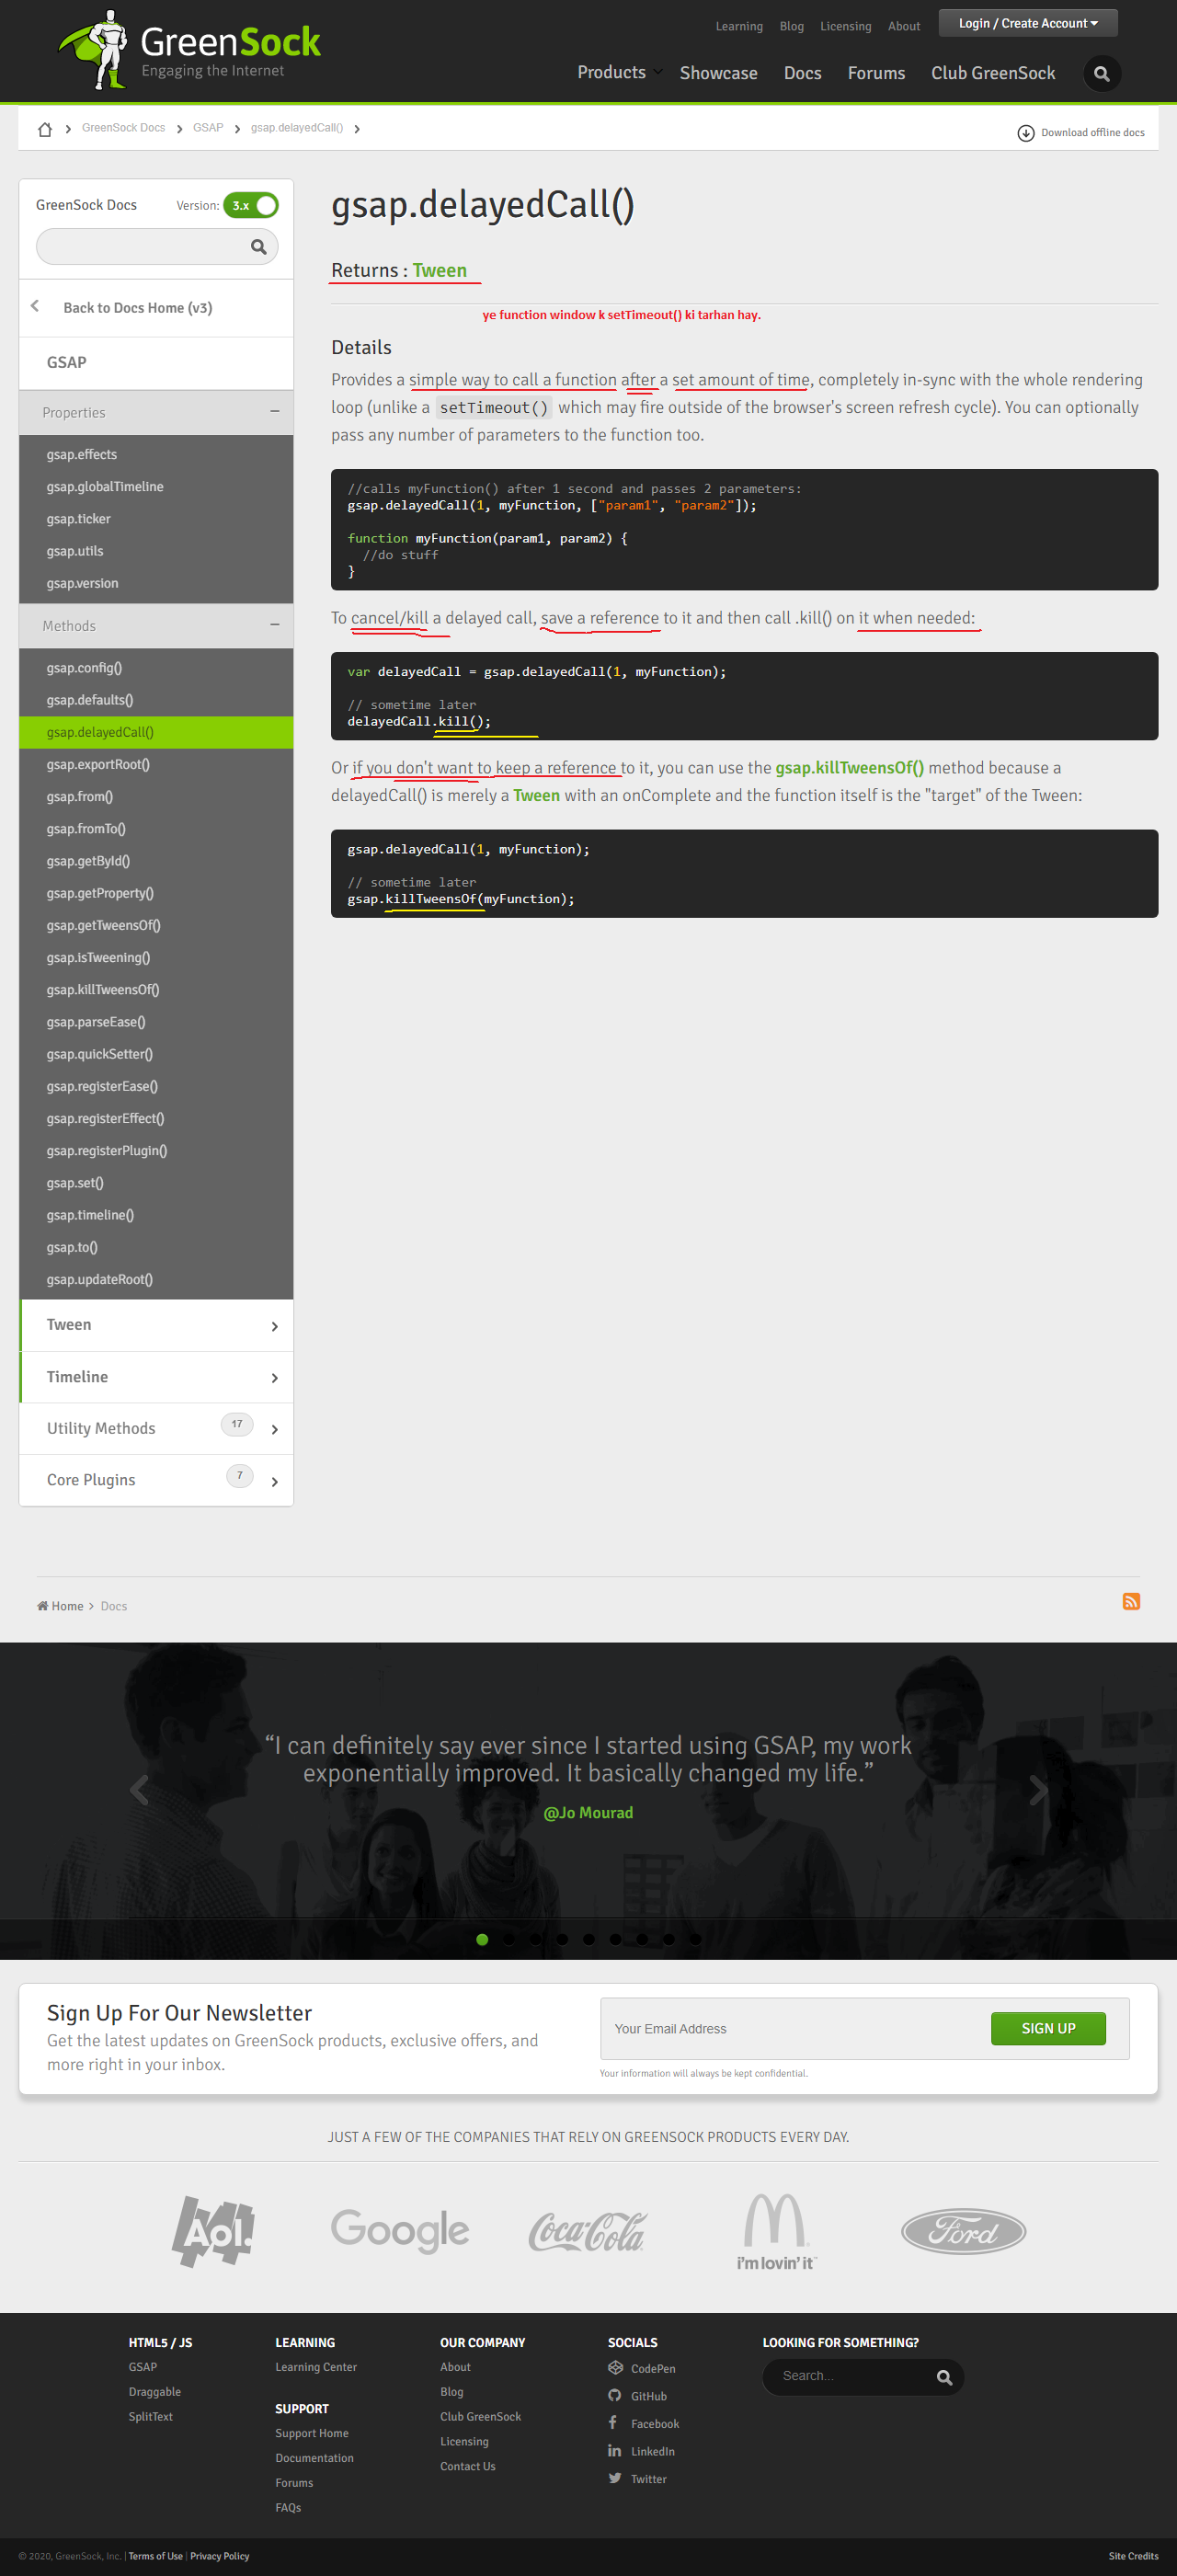 Learning Blog Licensing About Login / Create Account
GreenSock
Engaging the Internet
Products Showcase Docs Forums Club GreenSock
GreenSock Docs GSAP gsap.delayedCall()
Download offline docs
GreenSock Docs Version: 3.x
Back to Docs Home (v3)
GSAP
Properties
gsap.effects
gsap.globalTimeline
gsap.ticker
gsap.utils
gsap.version
Methods
gsap.config()
gsap.defaults()
gsap.delayedCall()
gsap.exportRoot()
gsap.from()
gsap.fromTo()
gsap.getById()
gsap.getProperty()
gsap.getTweensOf()
gsap.isTweening()
gsap.killTweensOf()
gsap.parseEase()
gsap.quickSetter()
gsap.registerEase()
gsap.registerEffect()
gsap.registerPlugin()
gsap.set()
gsap.timeline()
gsap.to()
gsap.updateRoot()
Tween
Timeline
Utility Methods 17
Core Plugins 7
gsap.delayedCall()
Returns : Tween
ye function window k setTimeout() ki tarhan hay.
Details
Provides a simple way to call a function after a set amount of time, completely in-sync with the whole rendering
loop (unlike a setTimeout() which may fire outside of the browser's screen refresh cycle). You can optionally
pass any number of parameters to the function too.
//calls myFunction() after 1 second and passes 2 parameters:
gsap.delayedCall(1, myFunction, ["param1", "param2"]);
function myFunction(param1, param2) {
//do stuff
}
To cancel/kill a delayed call, save a reference to it and then call .kill() on it when needed:
var delayedCall = gsap.delayedCall(1, myFunction);
// sometime later
delayedCall.kill();
Or if you don't want to keep a reference to it, you can use the gsap.killTweensOf() method because a
delayedCall() is merely a Tween with an onComplete and the function itself is the "target" of the Tween:
gsap.delayedCall(1, myFunction);
// sometime later
gsap.killTweensOf(myFunction);
Home Docs
“I can definitely say ever since I started using GSAP, my work
exponentially improved. It basically changed my life.”
@Jo Mourad
Sign Up For Our Newsletter
Get the latest updates on GreenSock products, exclusive offers, and
more right in your inbox.
Your Email Address SIGN UP
Your information will always be kept confidential.
JUST A FEW OF THE COMPANIES THAT RELY ON GREENSOCK PRODUCTS EVERY DAY.
Aol. Google Coca-Cola i'm lovin' it™ Ford
HTML5 / JS
GSAP
Draggable
SplitText
LEARNING
Learning Center
SUPPORT
Support Home
Documentation
Forums
FAQs
OUR COMPANY
About
Blog
Club GreenSock
Licensing
Contact Us
SOCIALS
CodePen
GitHub
Facebook
LinkedIn
Twitter
LOOKING FOR SOMETHING?
Search...
© 2020, GreenSock, Inc. | Terms of Use | Privacy Policy
Site Credits